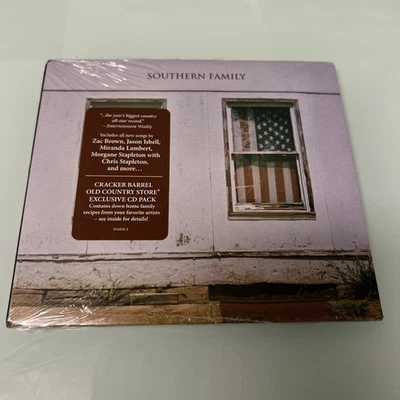 SOUTHERN FAMILY
"...the year's biggest country
all-star record."
– Entertainment Weekly
Includes all new songs by
Zac Brown, Jason Isbell,
Miranda Lambert,
Morgane Stapleton with
Chris Stapleton,
and more...
CRACKER BARREL
OLD COUNTRY STORE®
EXCLUSIVE CD PACK
Contains down home family
recipes from your favorite artists
– see inside for details!